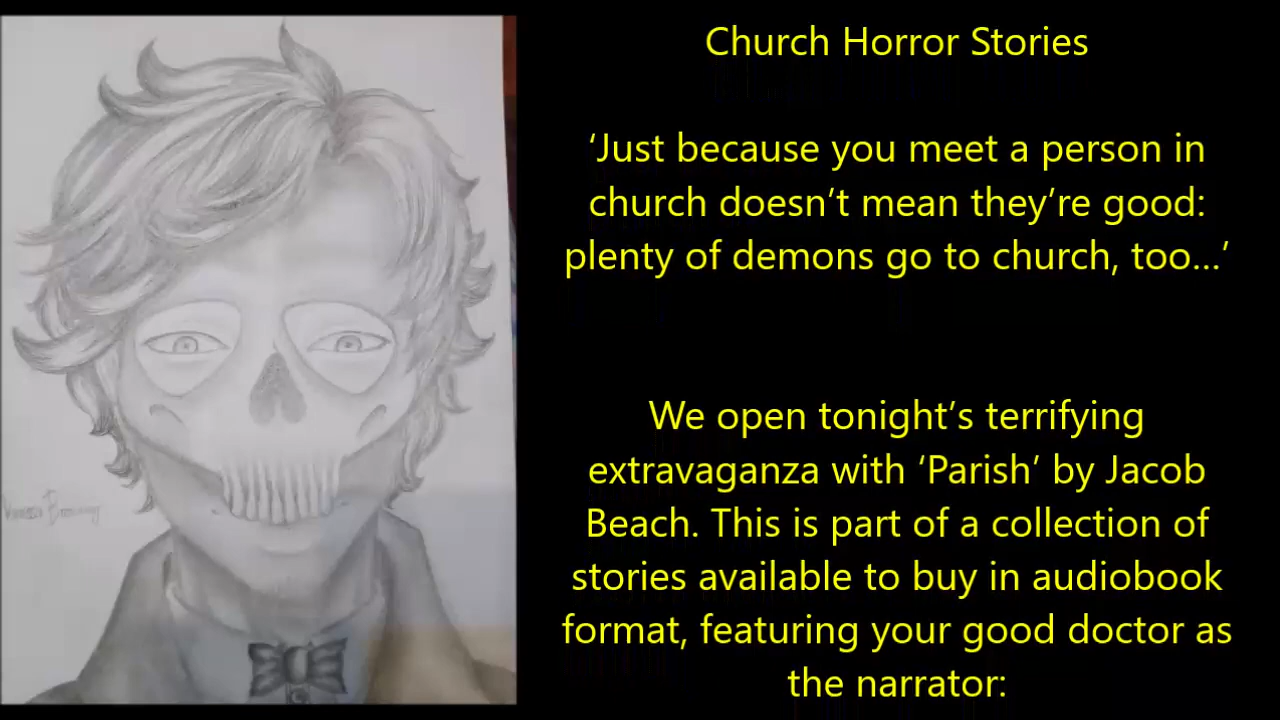 Church Horror Stories
‘Just because you meet a person in
church doesn’t mean they’re good:
plenty of demons go to church, too...’
We open tonight’s terrifying
extravaganza with ‘Parish’ by Jacob
Beach. This is part of a collection of
stories available to buy in audiobook
format, featuring your good doctor as
the narrator: